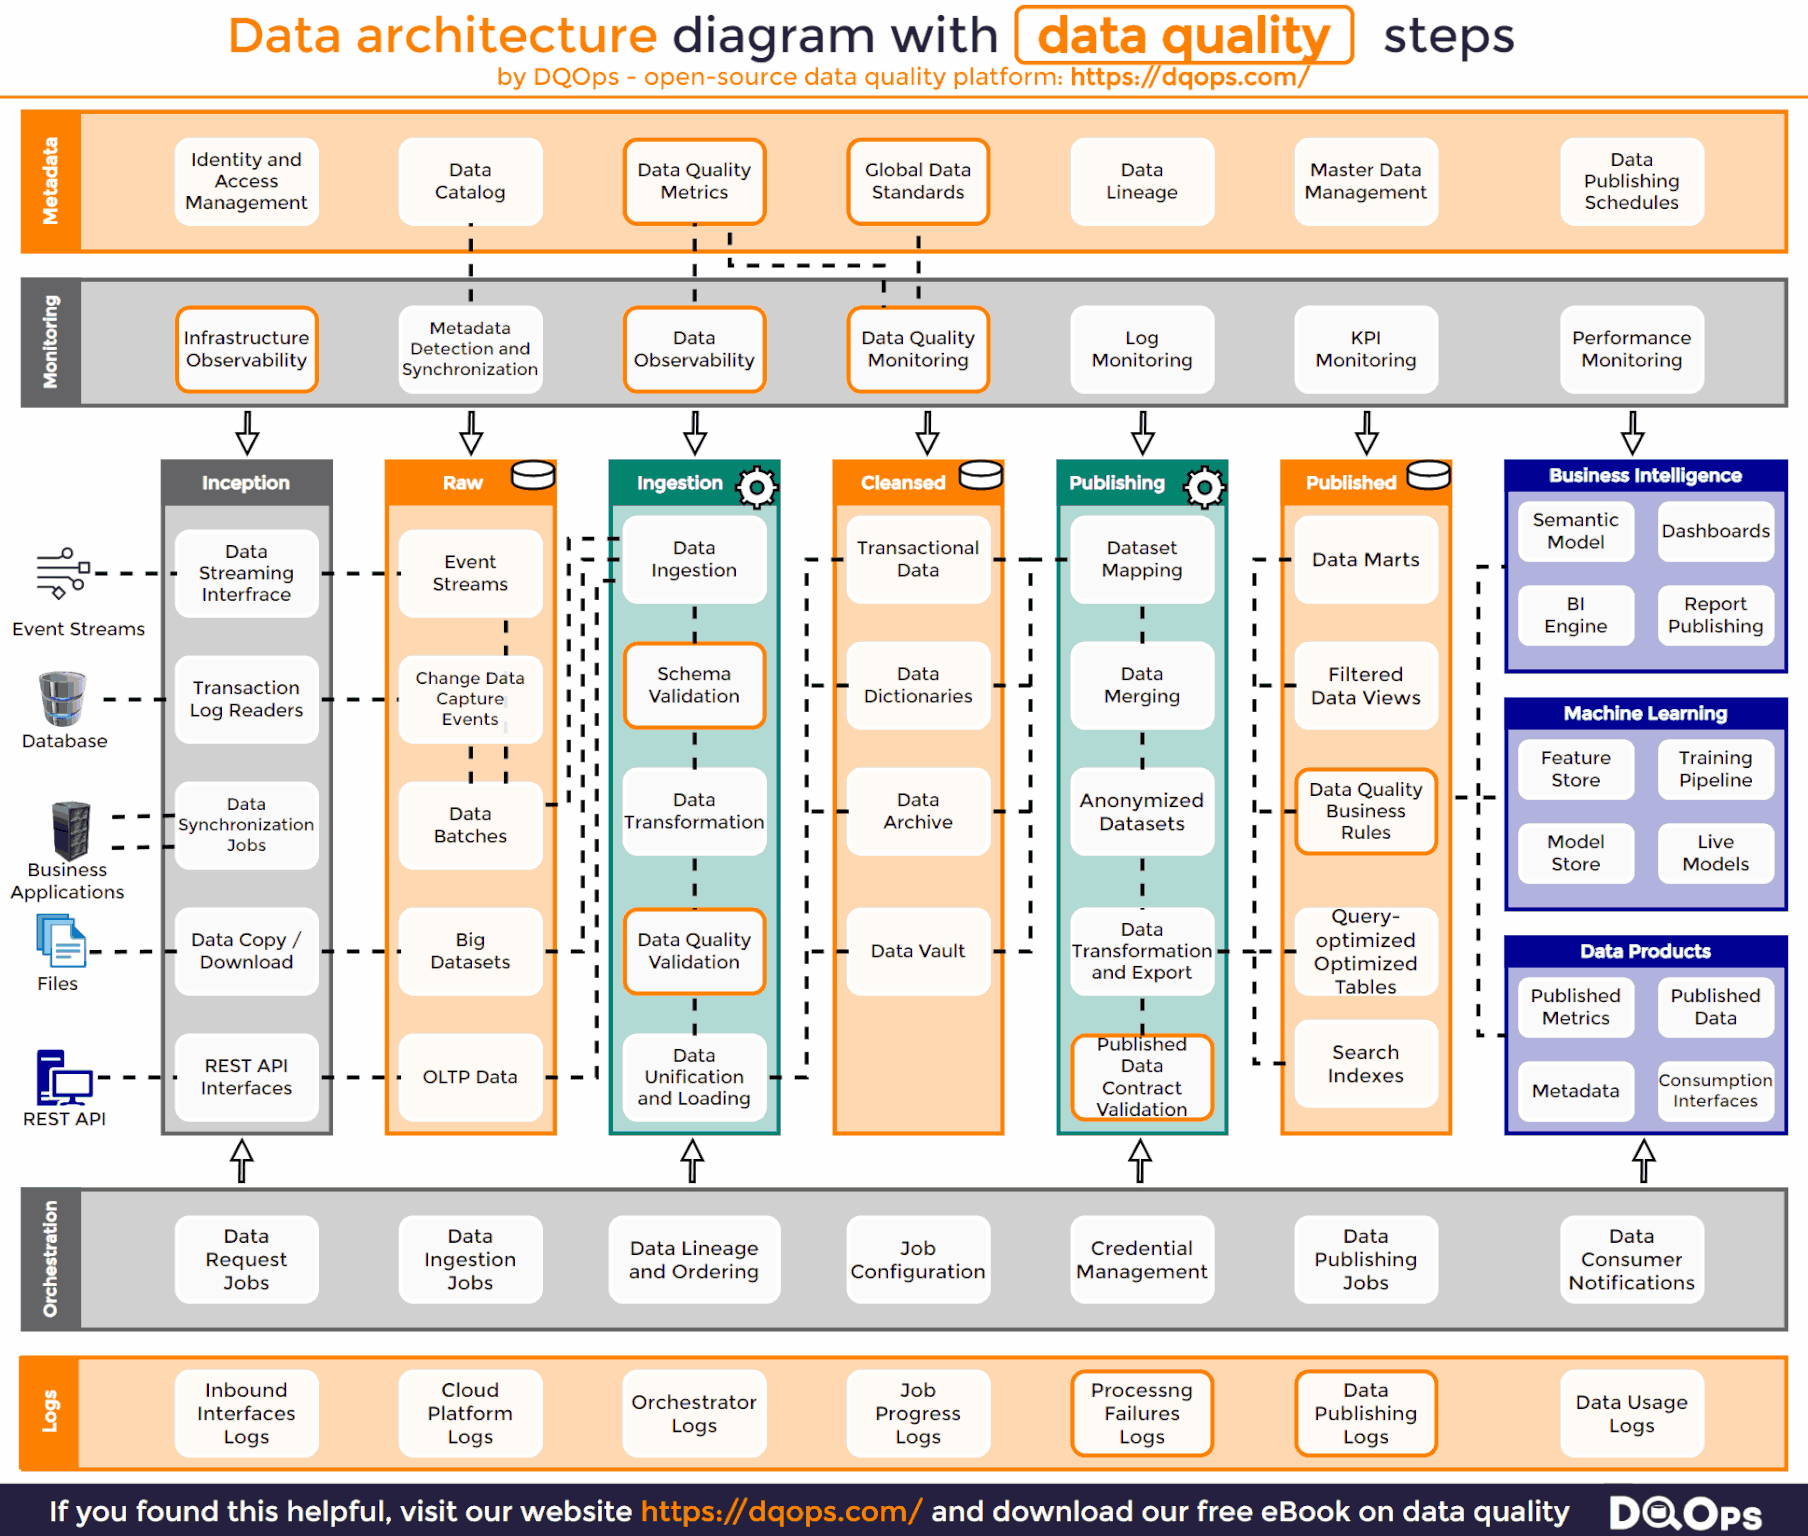 Data architecture diagram with data quality steps
by DQOps - open-source data quality platform: https://dqops.com/
Metadata
Identity and
Access
Management
Data
Catalog
Data Quality
Metrics
Global Data
Standards
Data
Lineage
Master Data
Management
Data
Publishing
Schedules
Monitoring
Infrastructure
Observability
Metadata
Detection and
Synchronization
Data
Observability
Data Quality
Monitoring
Log
Monitoring
KPI
Monitoring
Performance
Monitoring
Event Streams
Database
Business
Applications
Files
REST API
Inception
Data
Streaming
Interfrace
Transaction
Log Readers
Data
Synchronization
Jobs
Data Copy /
Download
REST API
Interfaces
Raw
Event
Streams
Change Data
Capture
Events
Data
Batches
Big
Datasets
OLTP Data
Ingestion
Data
Ingestion
Schema
Validation
Data
Transformation
Data Quality
Validation
Data
Unification
and Loading
Cleansed
Transactional
Data
Data
Dictionaries
Data
Archive
Data Vault
Publishing
Dataset
Mapping
Data
Merging
Anonymized
Datasets
Data
Transformation
and Export
Published
Data
Contract
Validation
Published
Data Marts
Filtered
Data Views
Data Quality
Business
Rules
Query-
optimized
Optimized
Tables
Search
Indexes
Business Intelligence
Semantic
Model
Dashboards
BI
Engine
Report
Publishing
Machine Learning
Feature
Store
Training
Pipeline
Model
Store
Live
Models
Data Products
Published
Metrics
Published
Data
Metadata
Consumption
Interfaces
Orchestration
Data
Request
Jobs
Data
Ingestion
Jobs
Data Lineage
and Ordering
Job
Configuration
Credential
Management
Data
Publishing
Jobs
Data
Consumer
Notifications
Logs
Inbound
Interfaces
Logs
Cloud
Platform
Logs
Orchestrator
Logs
Job
Progress
Logs
Processng
Failures
Logs
Data
Publishing
Logs
Data Usage
Logs
If you found this helpful, visit our website https://dqops.com/ and download our free eBook on data quality
DQOps